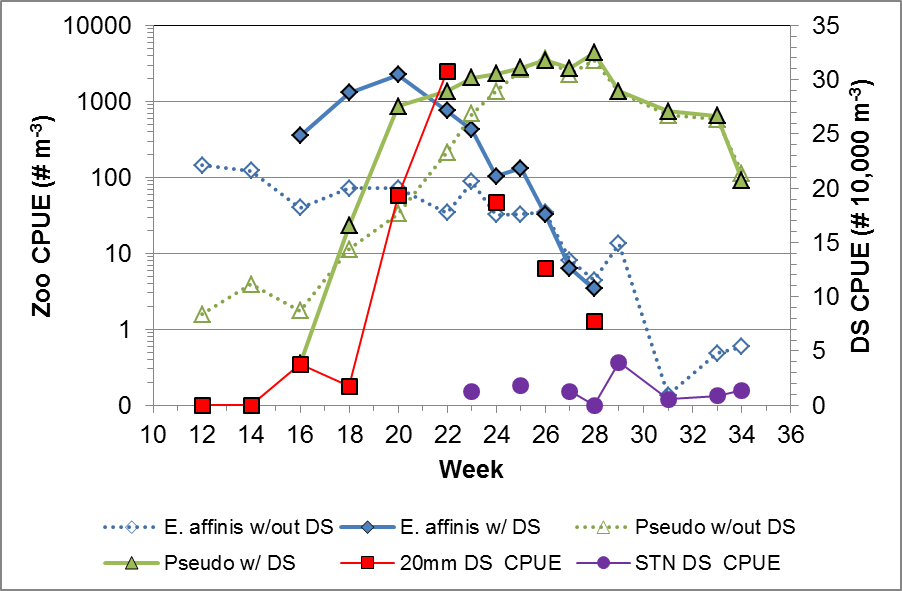 10000
1000
100
10
1
0
Zoo CPUE (# m-3)
35
30
25
20
15
10
5
0
DS CPUE (# 10,000 m-3)
10 12 14 16 18 20 22 24 26 28 30 32 34 36
Week
E. affinis w/out DS E. affinis w/ DS Pseudo w/out DS
Pseudo w/ DS 20mm DS CPUE STN DS CPUE